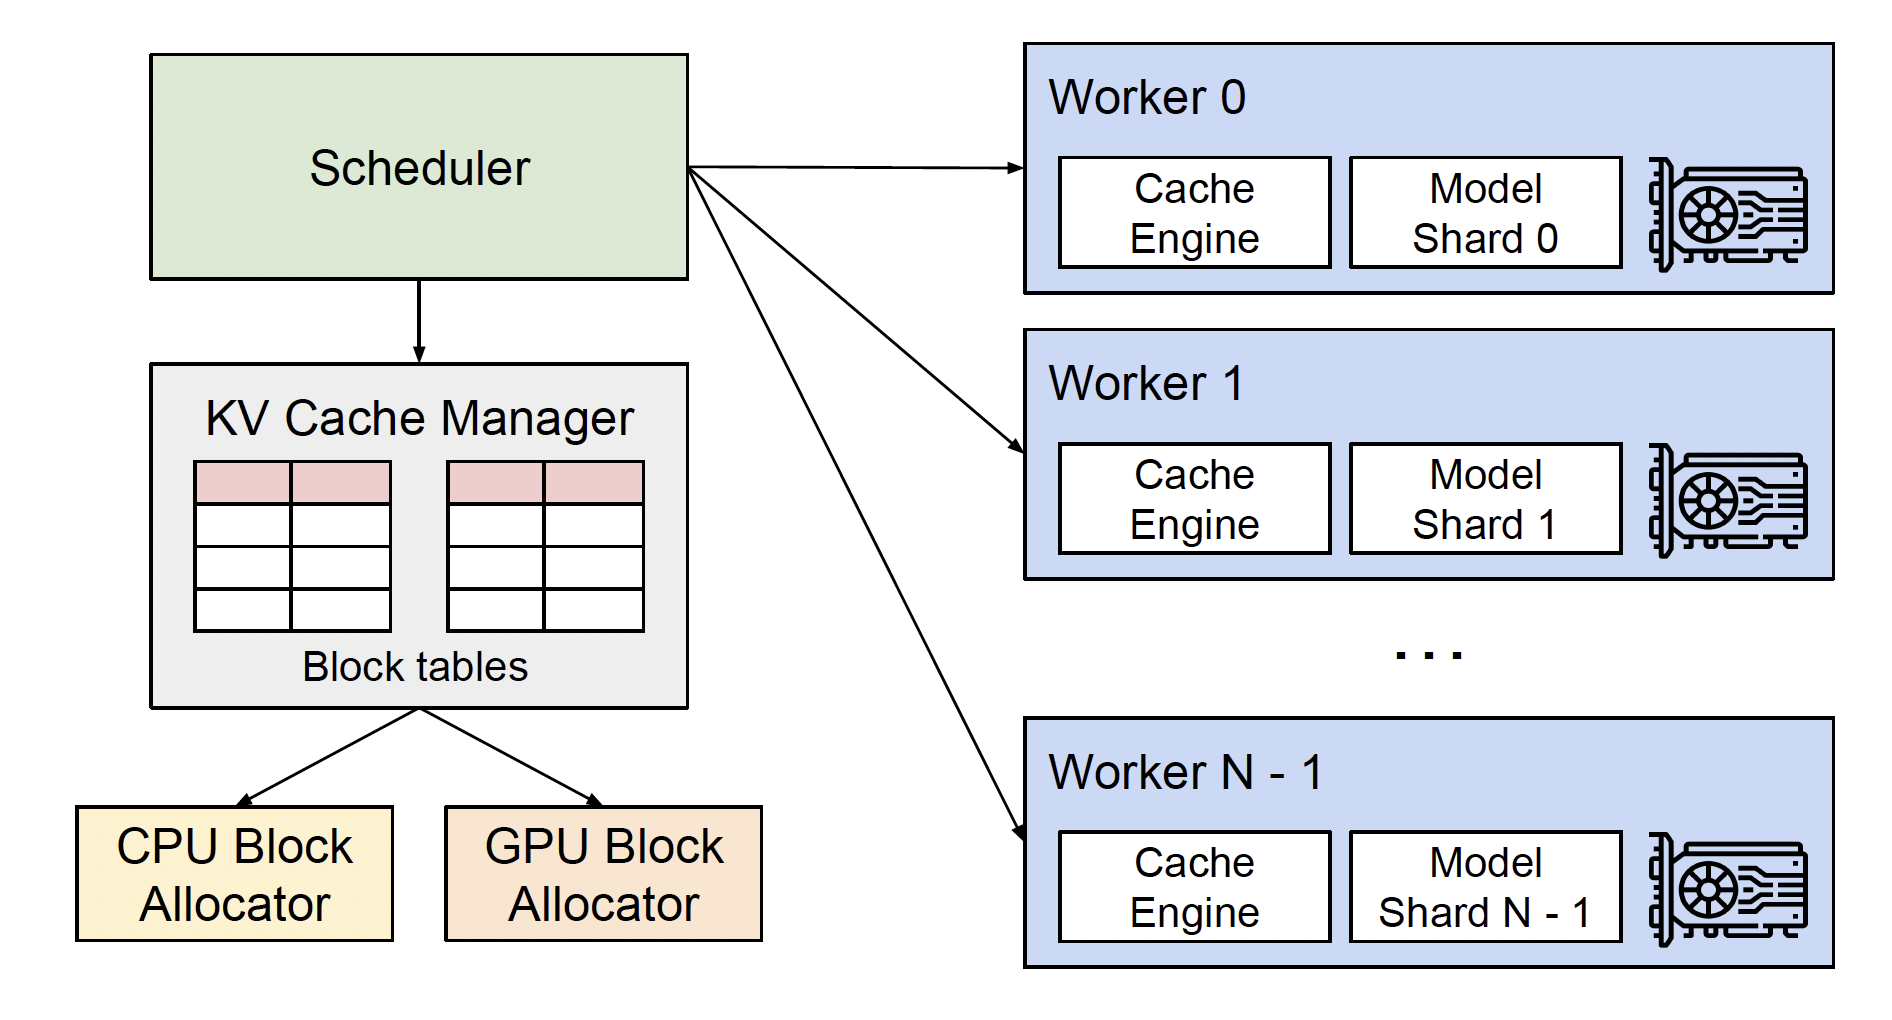 Scheduler
KV Cache Manager
Block tables
CPU Block
Allocator
GPU Block
Allocator
Worker 0
Cache
Engine
Model
Shard 0
Worker 1
Cache
Engine
Model
Shard 1
...
Worker N - 1
Cache
Engine
Model
Shard N - 1